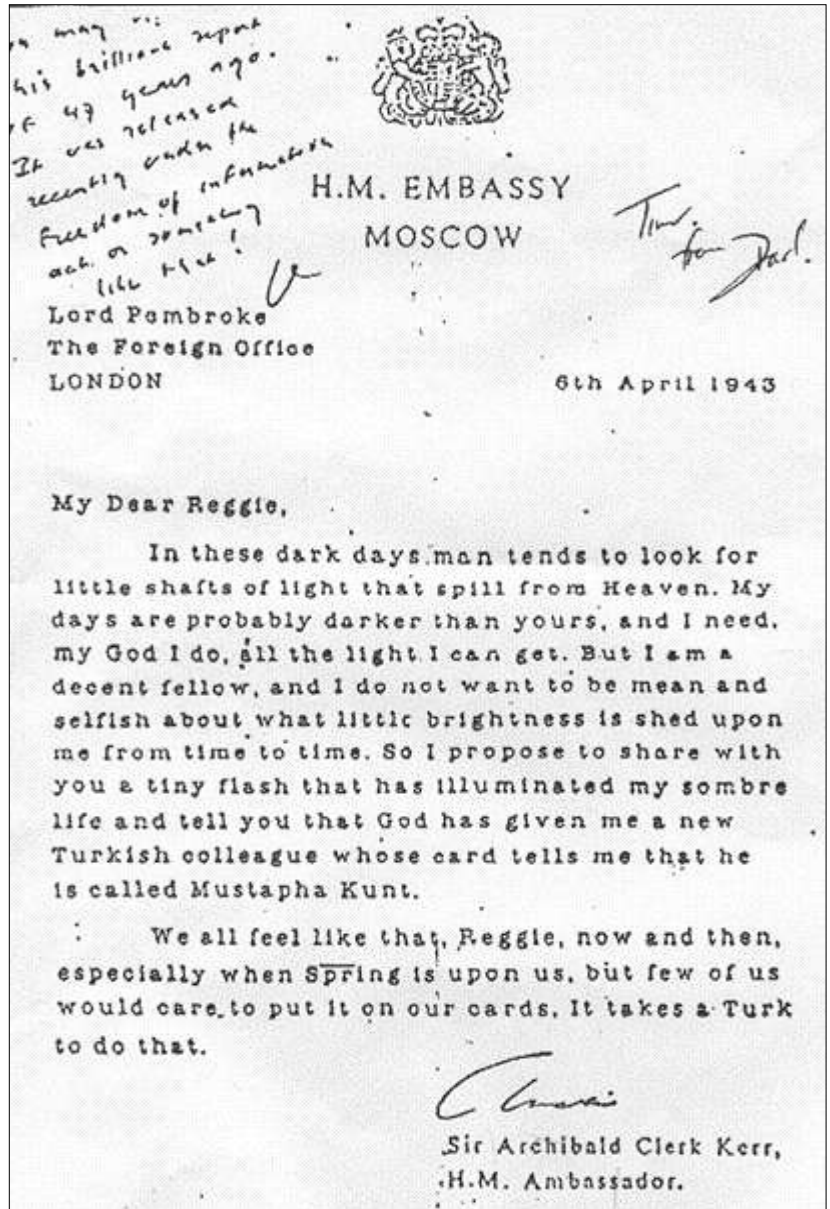 his brilliant report
of 47 years ago.
It was released
recently under the
freedom of information
act or something
like that!
H.M. EMBASSY
MOSCOW
from Dad.
Lord Pembroke
The Foreign Office
LONDON
6th April 1943
My Dear Reggie,
In these dark days man tends to look for
little shafts of light that spill from Heaven. My
days are probably darker than yours, and I need,
my God I do, all the light I can get. But I am a
decent fellow, and I do not want to be mean and
selfish about what little brightness is shed upon
me from time to time. So I propose to share with
you a tiny flash that has illuminated my sombre
life and tell you that God has given me a new
Turkish colleague whose card tells me that he
is called Mustapha Kunt.
We all feel like that, Reggie, now and then,
especially when Spring is upon us, but few of us
would care to put it on our cards. It takes a Turk
to do that.
Sir Archibald Clerk Kerr,
H.M. Ambassador.